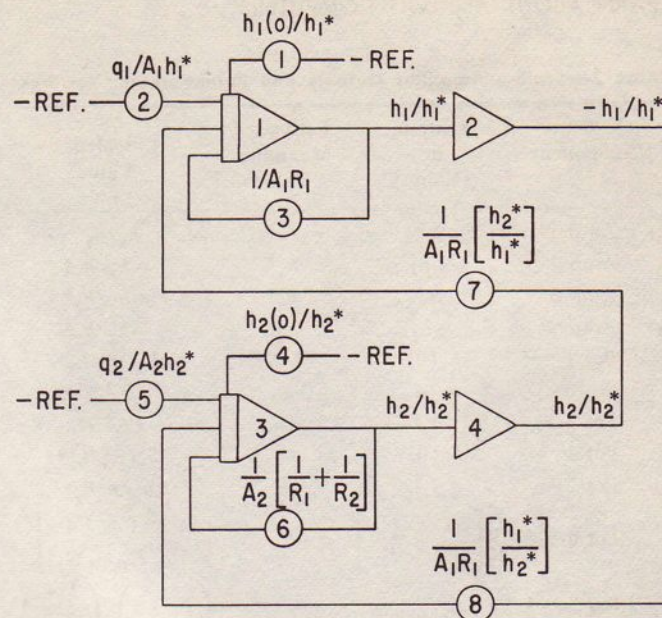 h₁(o)/h₁*
① –REF.
q₁/A₁h₁*
–REF. ②
1
h₁/h₁*
2
–h₁/h₁*
1/A₁R₁
③
1/A₁R₁ [h₂*/h₁*]
⑦
h₂(o)/h₂*
④ –REF.
q₂/A₂h₂*
–REF. ⑤
3
h₂/h₂*
4
h₂/h₂*
1/A₂ [1/R₁ + 1/R₂]
⑥
1/A₁R₁ [h₁*/h₂*]
⑧